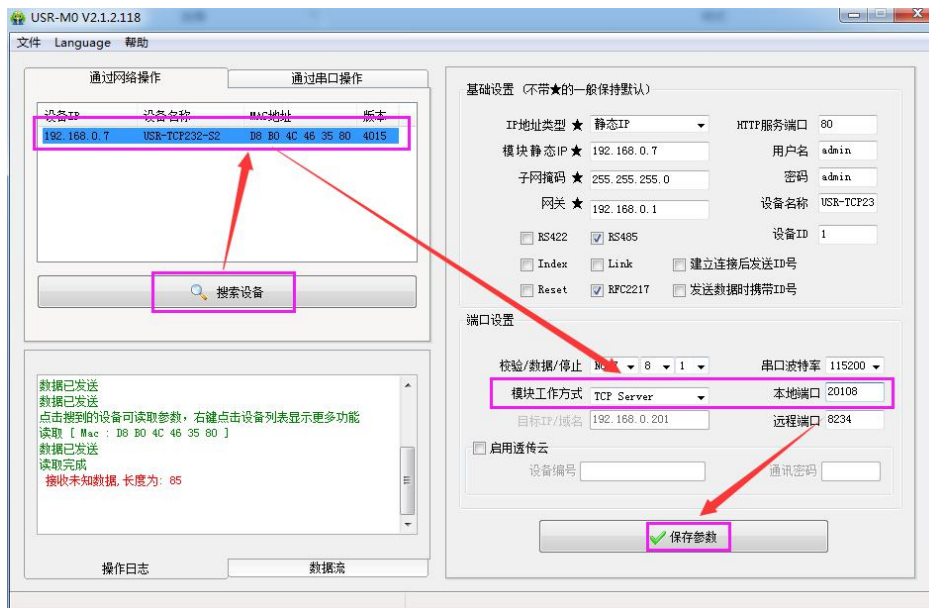 USR-M0 V2.1.2.118
文件 Language 帮助
通过网络操作 通过串口操作
设备IP 设备名称 MAC地址 版本
192.168.0.7 USR-TCP232-S2 D8 B0 4C 46 35 80 4015
搜索设备
数据已发送
数据已发送
点击搜到的设备可读取参数，右键点击设备列表显示更多功能
读取 [ Mac : D8 B0 4C 46 35 80 ]
数据已发送
读取完成
接收未知数据,长度为: 85
操作日志 数据流
基础设置 (不带★的一般保持默认)
IP地址类型 ★ 静态IP HTTP服务端口 80
模块静态IP★ 192.168.0.7 用户名 admin
子网掩码 ★ 255.255.255.0 密码 admin
网关 ★ 192.168.0.1 设备名称 USR-TCP23
RS422 RS485 设备ID 1
Index Link 建立连接后发送ID号
Reset RFC2217 发送数据时携带ID号
端口设置
校验/数据/停止 8 1 串口波特率 115200
模块工作方式 TCP Server 本地端口 20108
目标IP/域名 192.168.0.201 远程端口 8234
启用透传云
设备编号 通讯密码
保存参数